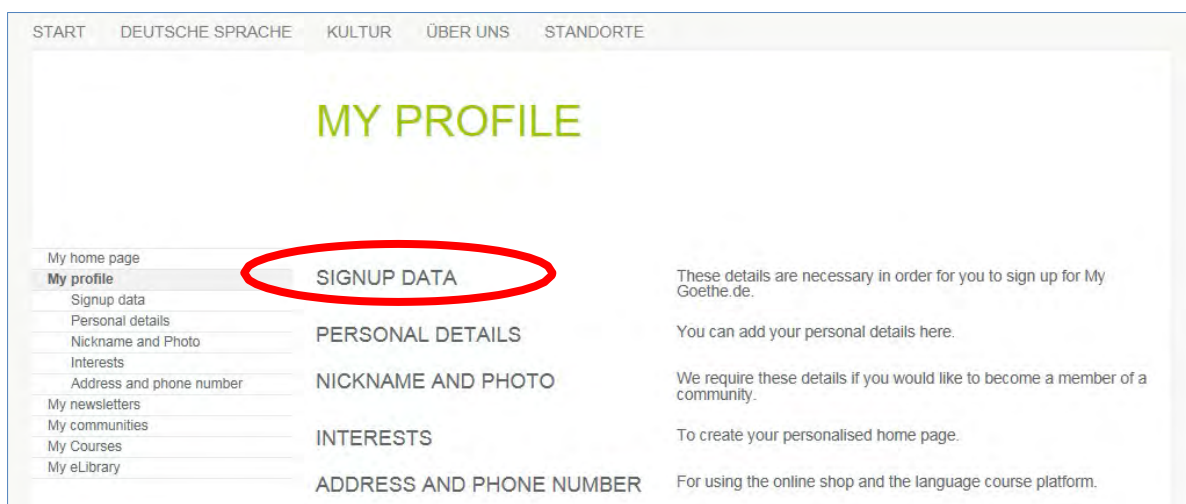 START DEUTSCHE SPRACHE KULTUR ÜBER UNS STANDORTE
MY PROFILE
My home page
My profile
Signup data
Personal details
Nickname and Photo
Interests
Address and phone number
My newsletters
My communities
My Courses
My eLibrary
SIGNUP DATA
These details are necessary in order for you to sign up for My
Goethe.de.
PERSONAL DETAILS
You can add your personal details here.
NICKNAME AND PHOTO
We require these details if you would like to become a member of a
community.
INTERESTS
To create your personalised home page.
ADDRESS AND PHONE NUMBER
For using the online shop and the language course platform.